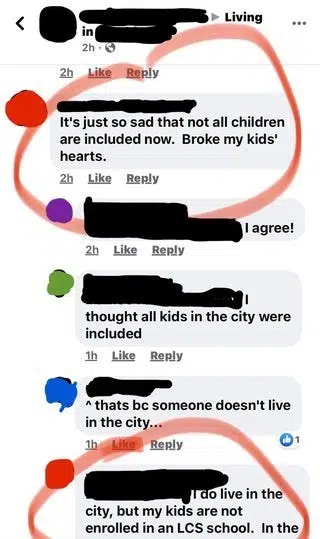 Living
in
2h
2h Like Reply
It's just so sad that not all children
are included now. Broke my kids'
hearts.
2h Like Reply
I agree!
2h Like Reply
I
thought all kids in the city were
included
1h Like Reply
^ thats bc someone doesn't live
in the city...
1h Like Reply 1
I do live in the
city, but my kids are not
enrolled in an LCS school. In the